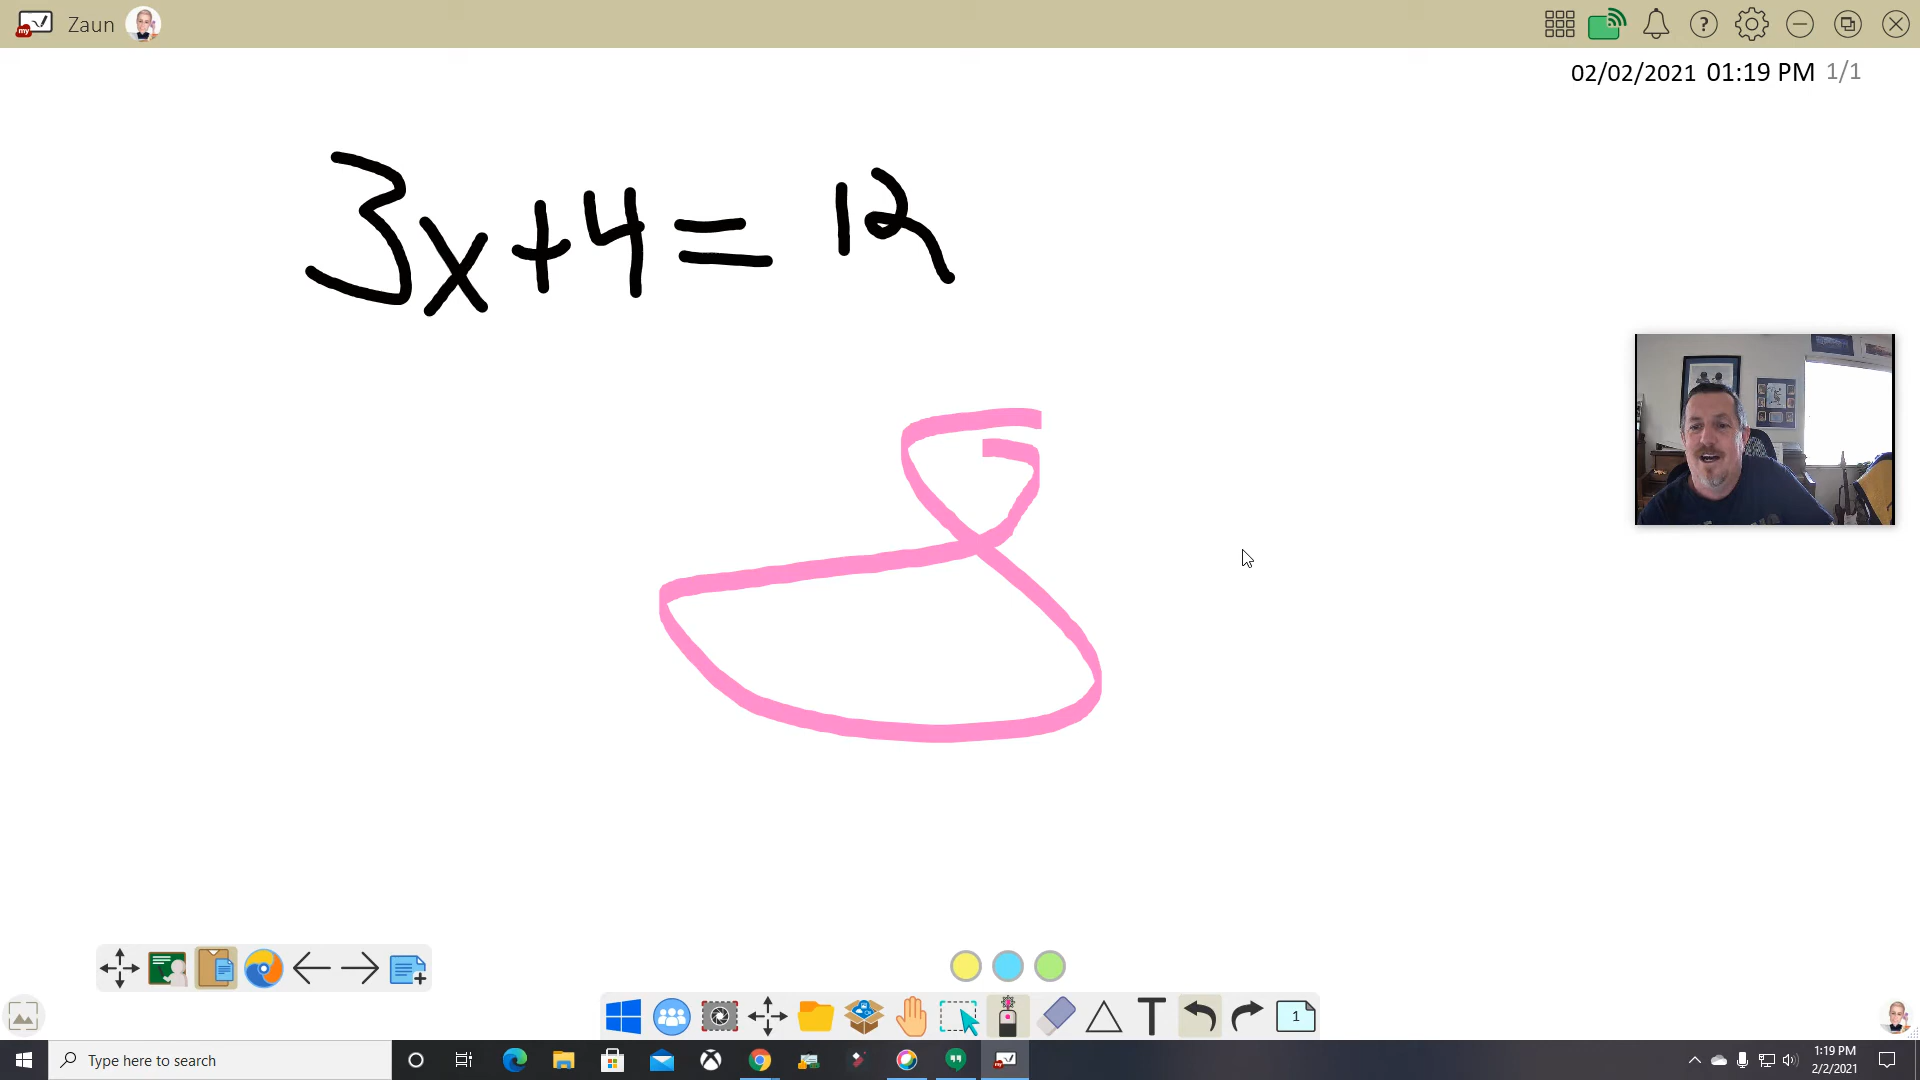 Zaun
02/02/2021 01:19 PM 1/1
3x+4=12
8
1
Type here to search
1:19 PM
2/2/2021